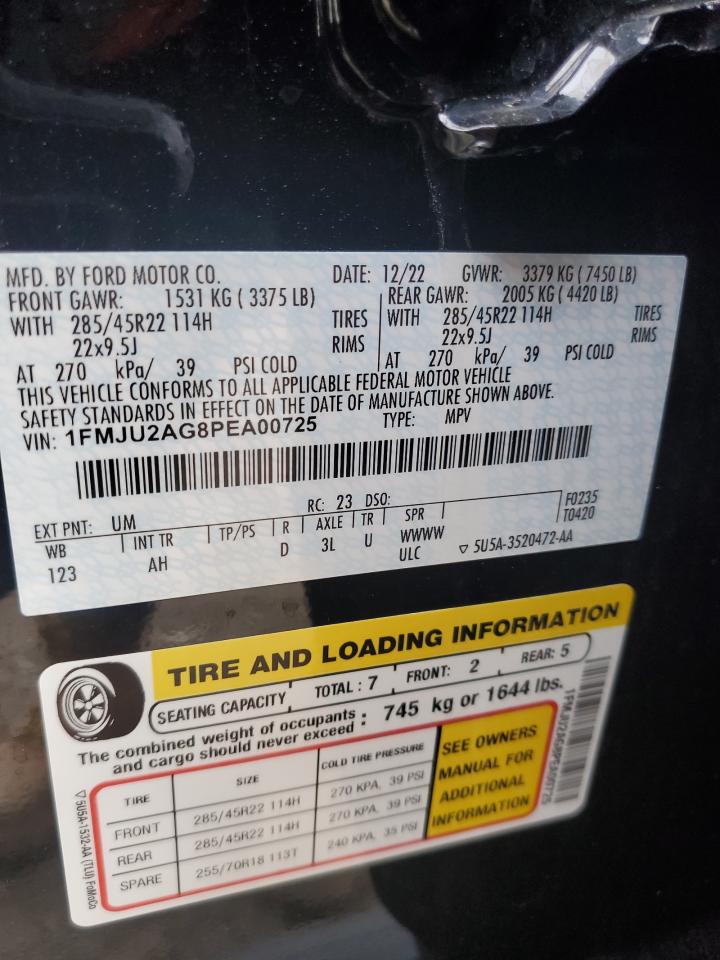 MFD. BY FORD MOTOR CO. DATE: 12/22 GVWR: 3379 KG ( 7450 LB)
FRONT GAWR: 1531 KG ( 3375 LB) REAR GAWR: 2005 KG ( 4420 LB)
WITH 285/45R22 114H TIRES WITH 285/45R22 114H TIRES
22x9.5J RIMS 22x9.5J RIMS
AT 270 kPa/ 39 PSI COLD AT 270 kPa/ 39 PSI COLD
THIS VEHICLE CONFORMS TO ALL APPLICABLE FEDERAL MOTOR VEHICLE
SAFETY STANDARDS IN EFFECT ON THE DATE OF MANUFACTURE SHOWN ABOVE.
VIN: 1FMJU2AG8PEA00725 TYPE: MPV
EXT PNT: UM RC: 23 DSO: F0235
WB INT TR TP/PS R AXLE TR SPR T0420
123 AH D 3L U WWWW
ULC ▽ 5U5A-3520472-AA
TIRE AND LOADING INFORMATION
SEATING CAPACITY TOTAL : 7 FRONT: 2 REAR: 5
The combined weight of occupants and cargo should never exceed : 745 kg or 1644 lbs.
TIRE SIZE COLD TIRE PRESSURE
FRONT 285/45R22 114H 270 KPA, 39 PSI
REAR 285/45R22 114H 270 KPA, 39 PSI
SPARE 255/70R18 113T 240 KPA, 35 PSI
SEE OWNERS
MANUAL FOR
ADDITIONAL
INFORMATION
▽5U5A-1532-AA (TLU) FoMoCo
1FMJU2AG8PEA00725